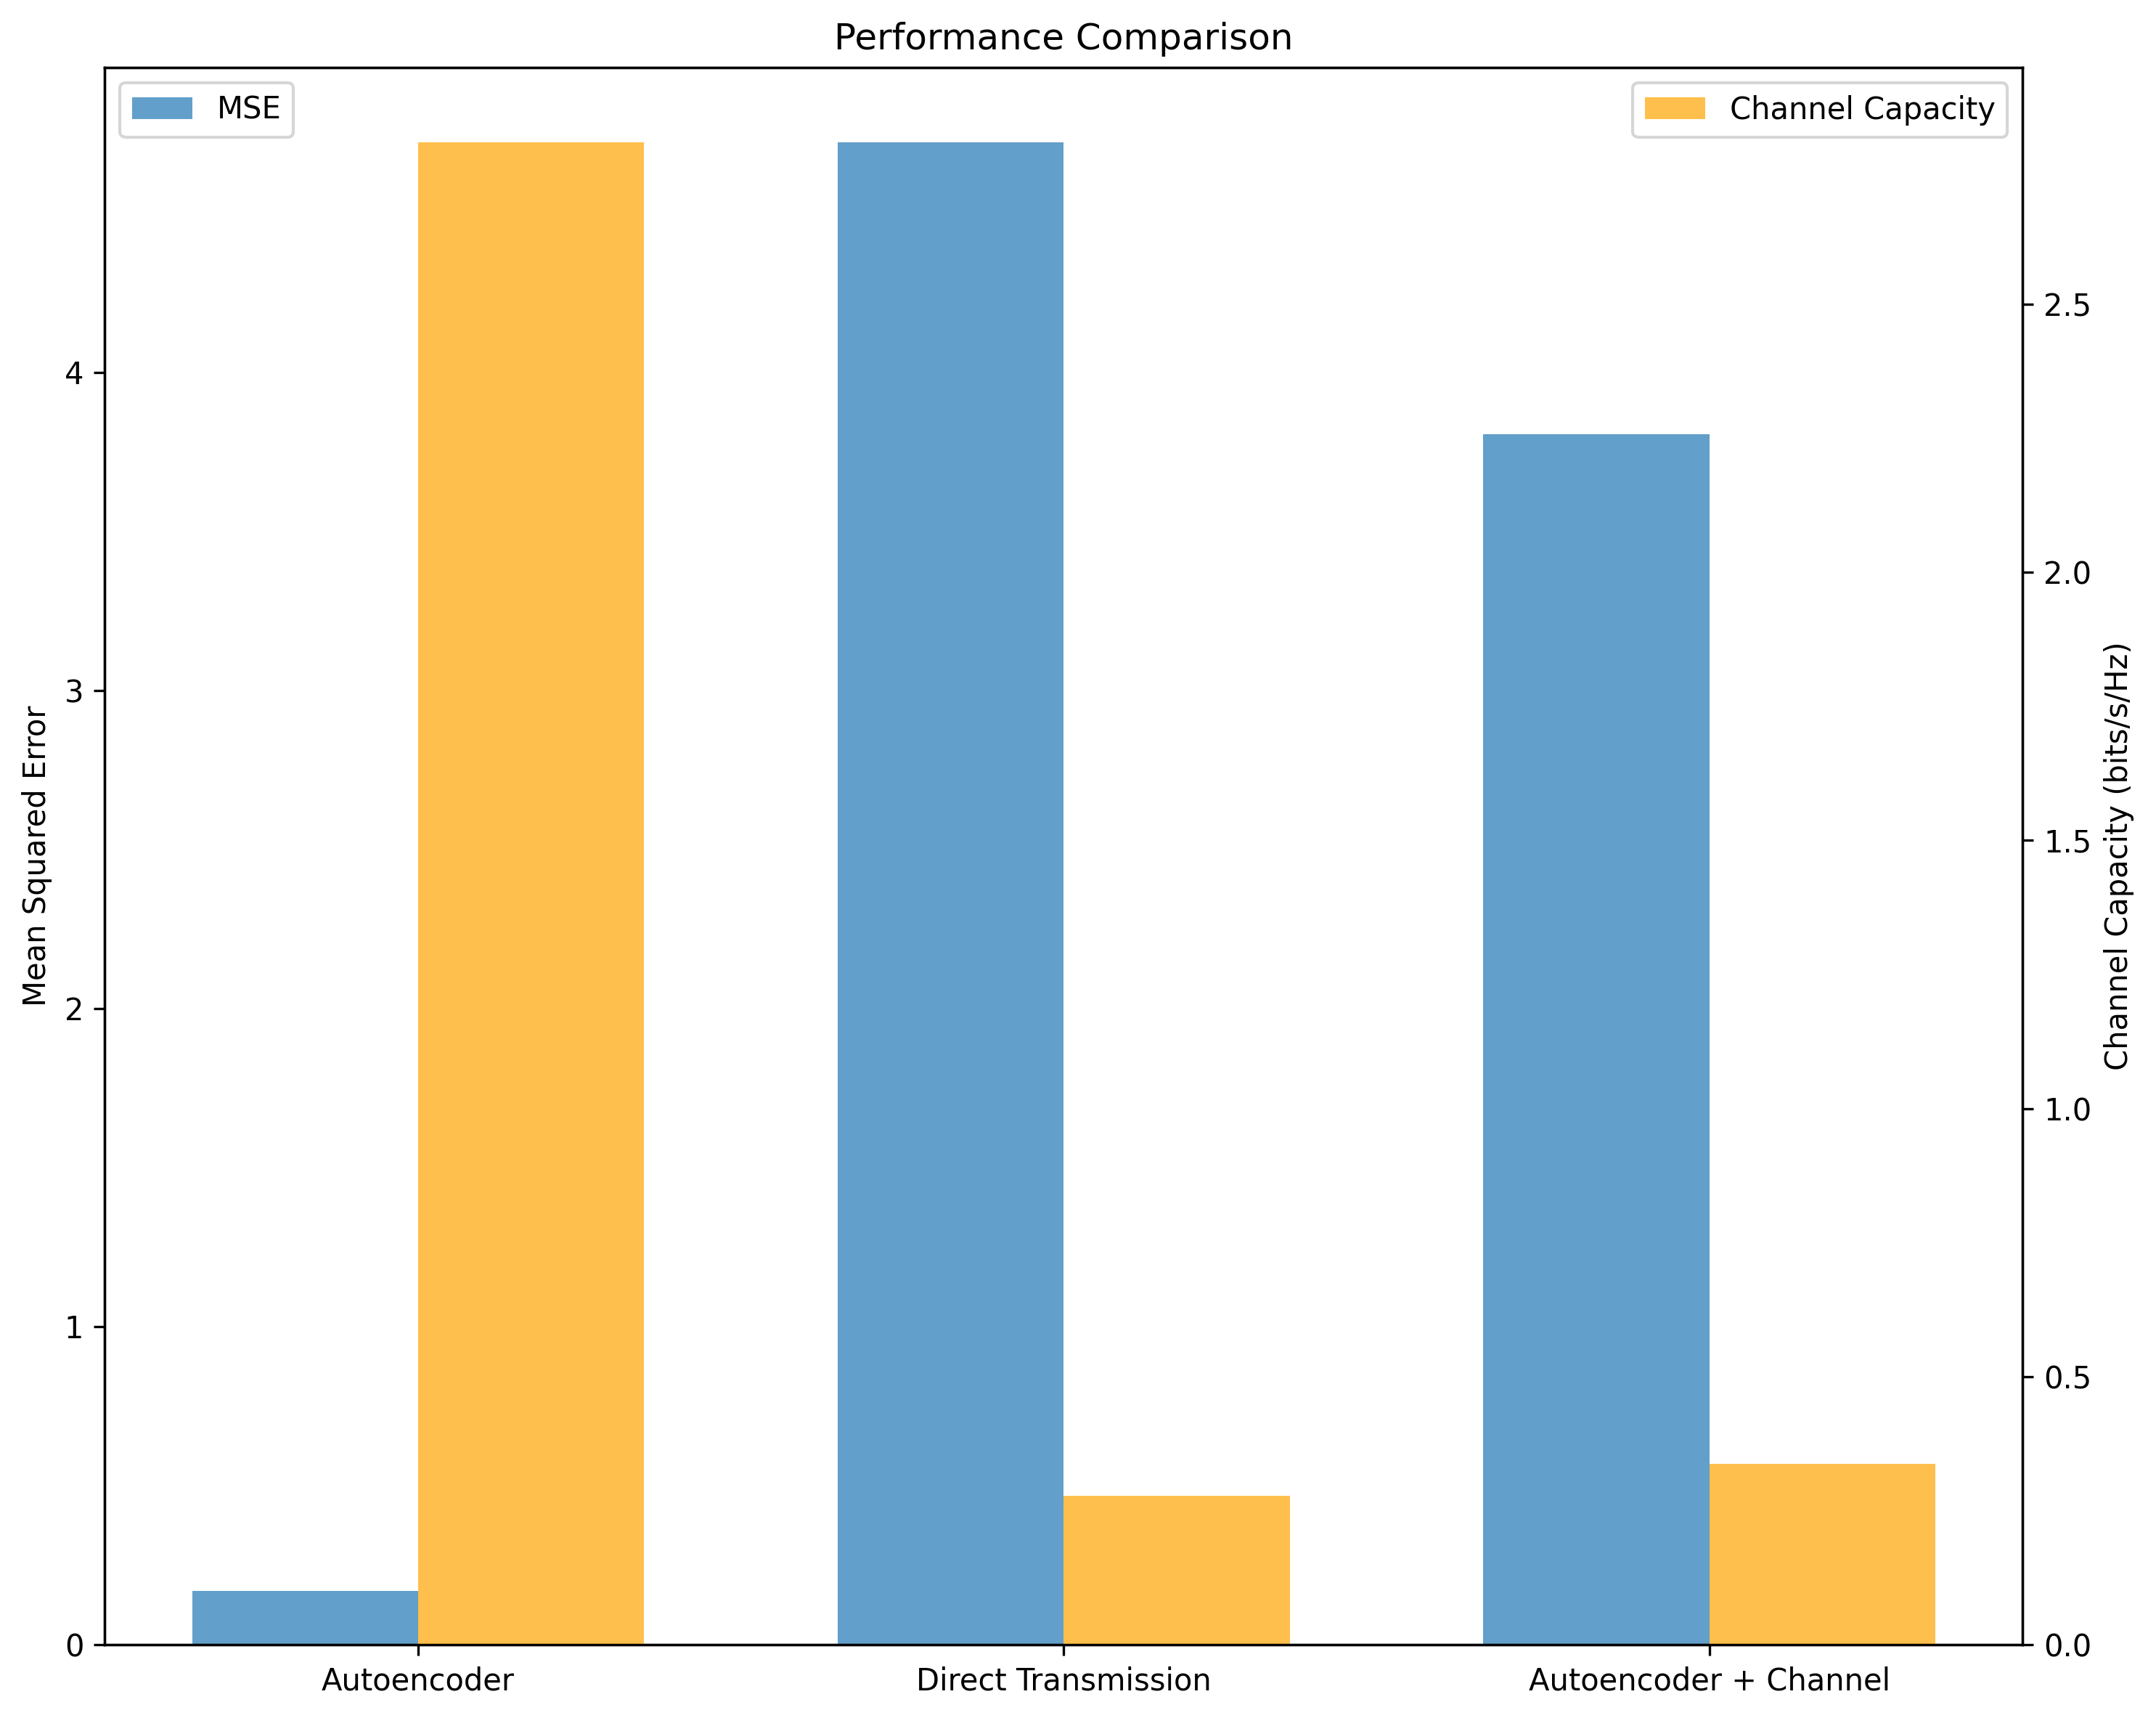 Performance Comparison
MSE
Channel Capacity
Mean Squared Error
4
3
2
1
0
2.5
2.0
1.5
1.0
0.5
0.0
Channel Capacity (bits/s/Hz)
Autoencoder
Direct Transmission
Autoencoder + Channel